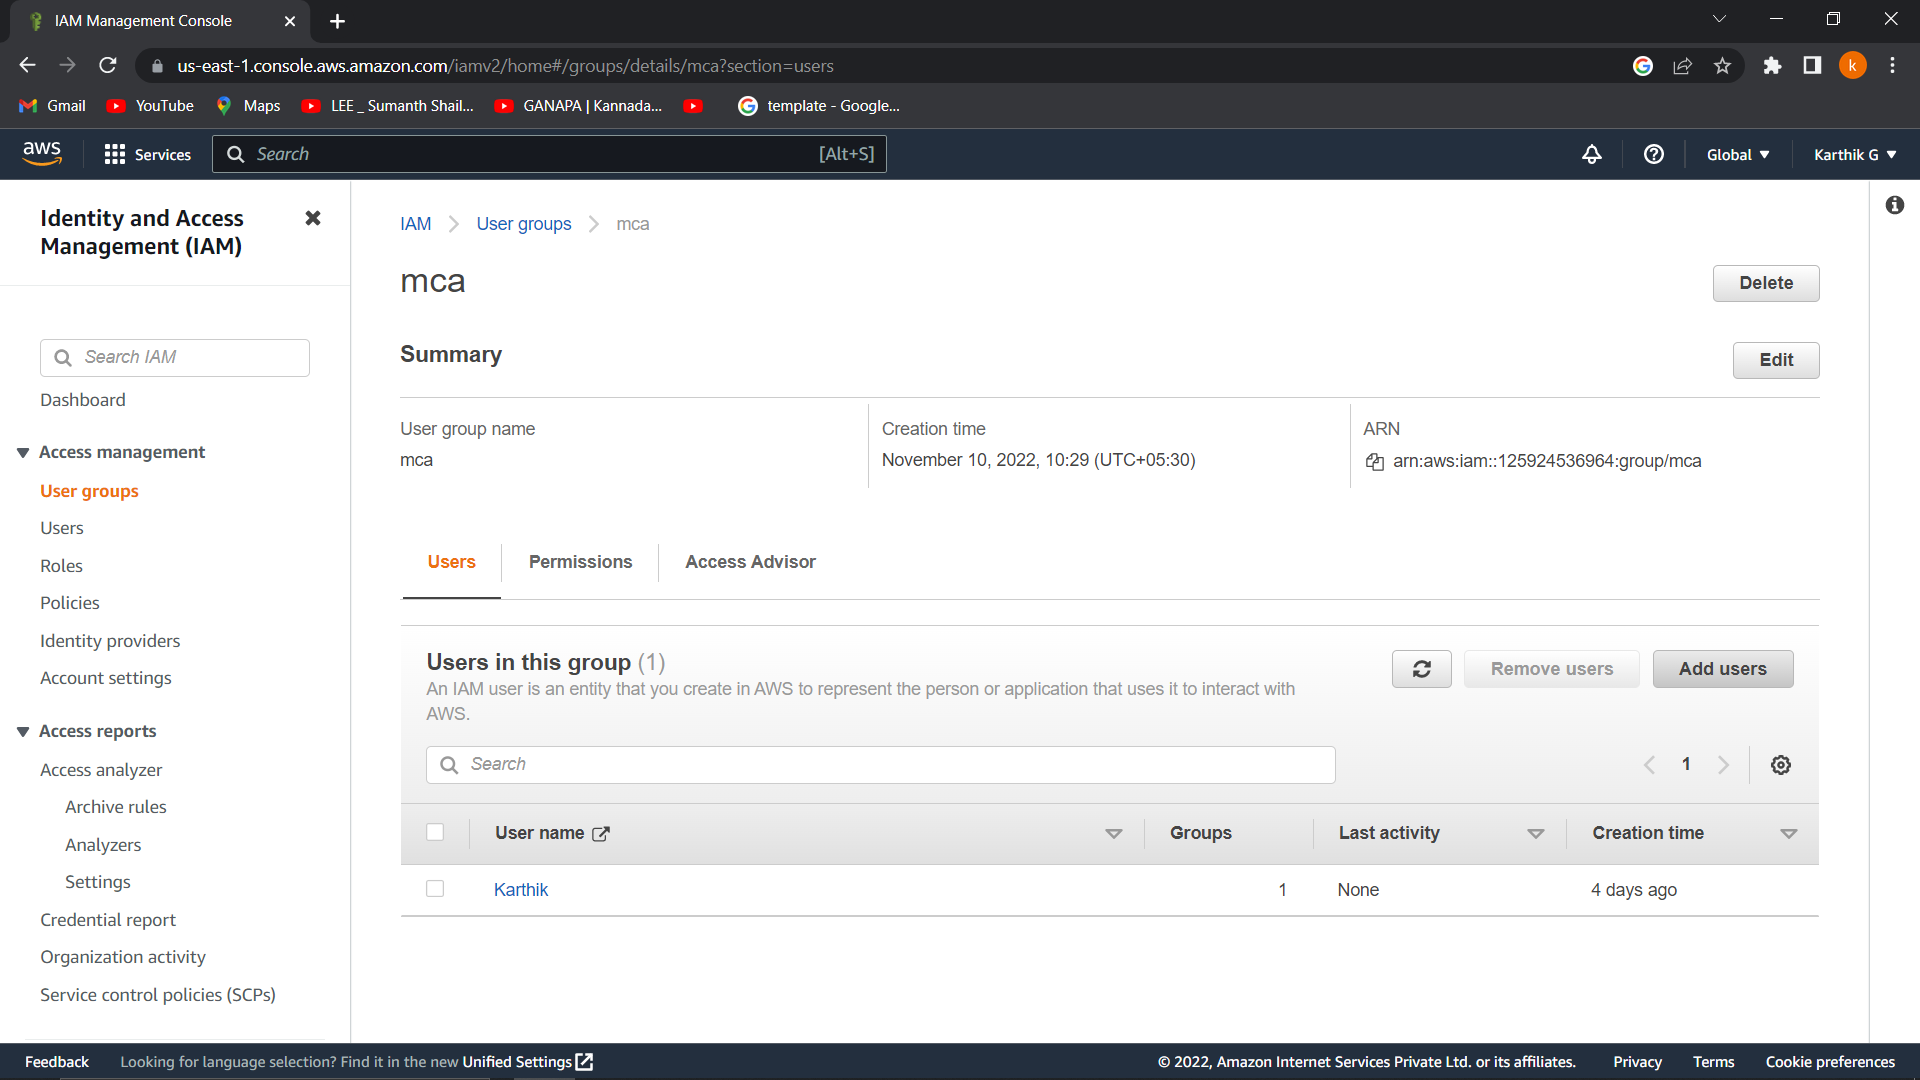 IAM Management Console
us-east-1.console.aws.amazon.com/iamv2/home#/groups/details/mca?section=users
k
Gmail YouTube Maps LEE _ Sumanth Shail... GANAPA | Kannada... template - Google...
aws Services Search [Alt+S] Global Karthik G
Identity and Access
Management (IAM)
Search IAM
Dashboard
Access management
User groups
Users
Roles
Policies
Identity providers
Account settings
Access reports
Access analyzer
Archive rules
Analyzers
Settings
Credential report
Organization activity
Service control policies (SCPs)
IAM User groups mca
mca
Delete
Summary
Edit
User group name
mca
Creation time
November 10, 2022, 10:29 (UTC+05:30)
ARN
arn:aws:iam::125924536964:group/mca
Users Permissions Access Advisor
Users in this group (1)
An IAM user is an entity that you create in AWS to represent the person or application that uses it to interact with
AWS.
Remove users Add users
Search
1
User name Groups Last activity Creation time
Karthik 1 None 4 days ago
Feedback Looking for language selection? Find it in the new Unified Settings © 2022, Amazon Internet Services Private Ltd. or its affiliates. Privacy Terms Cookie preferences